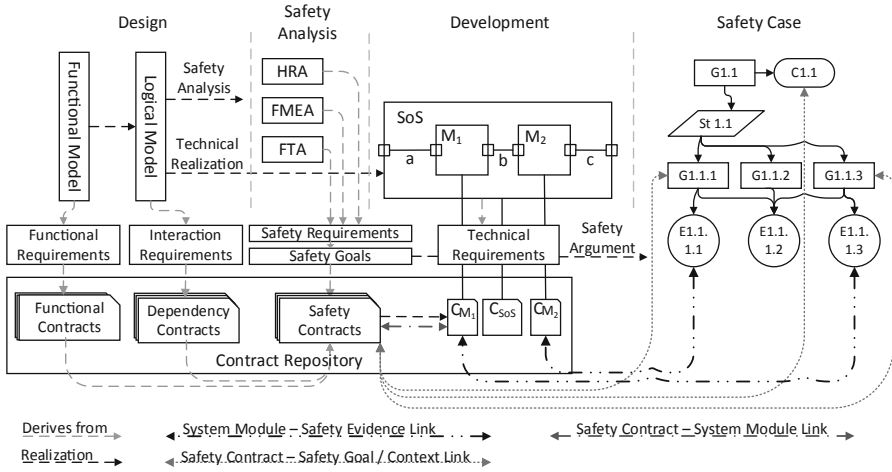 Design
Safety
Analysis
Development
Safety Case
Functional Model
Logical Model
Safety
Analysis
Technical
Realization
HRA
FMEA
FTA
SoS
M1
M2
a
b
c
G1.1
C1.1
St 1.1
G1.1.1
G1.1.2
G1.1.3
E1.1.
1.1
E1.1.
1.2
E1.1.
1.3
Functional
Requirements
Interaction
Requirements
Safety Requirements
Safety Goals
Technical
Requirements
Safety
Argument
Functional
Contracts
Dependency
Contracts
Safety
Contracts
CM1
CSoS
CM2
Contract Repository
Derives from
System Module – Safety Evidence Link
Safety Contract – System Module Link
Realization
Safety Contract – Safety Goal / Context Link